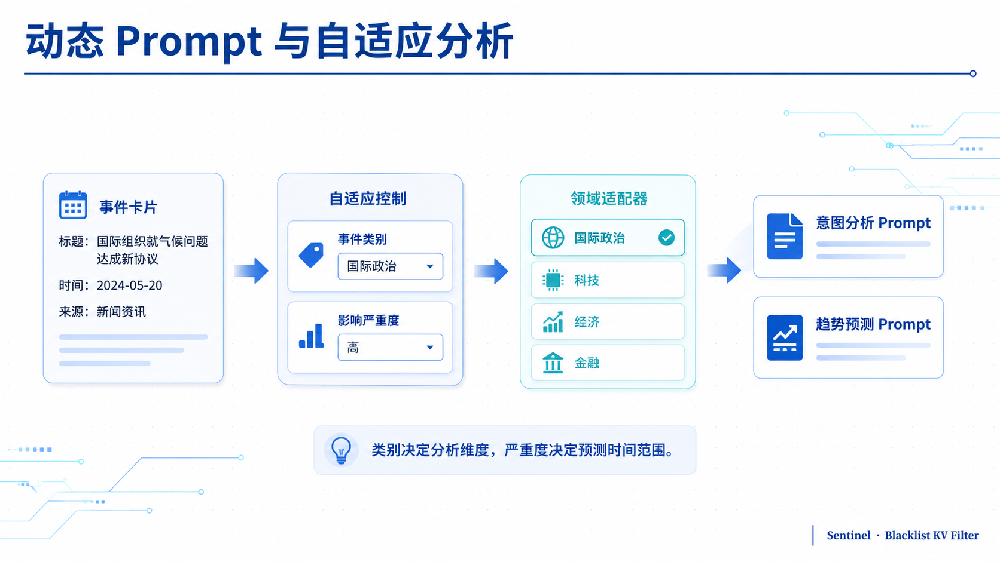 动态 Prompt 与自适应分析
事件卡片
标题：国际组织就气候问题
达成新协议
时间：2024-05-20
来源：新闻资讯
自适应控制
事件类别
国际政治
影响严重度
高
领域适配器
国际政治
科技
经济
金融
意图分析 Prompt
趋势预测 Prompt
类别决定分析维度，严重度决定预测时间范围。
Sentinel · Blacklist KV Filter